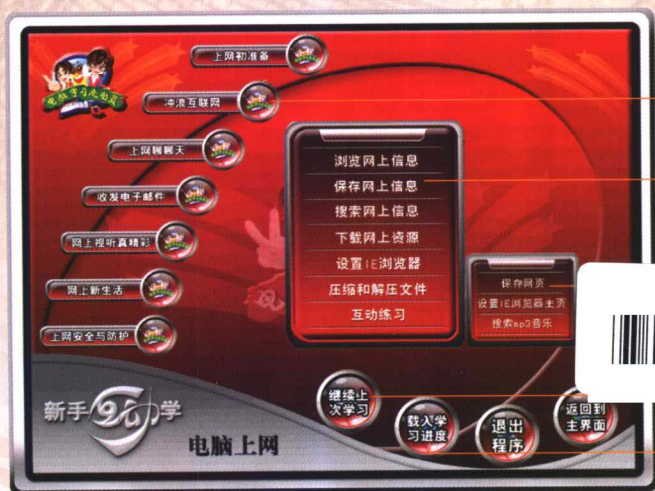 上网初准备
冲浪互联网
上网聊聊天
收发电子邮件
网上视听真精彩
网上新生活
上网安全与防护
浏览网上信息
保存网上信息
搜索网上信息
下载网上资源
设置IE浏览器
压缩和解压文件
互动练习
保存网页
设置IE浏览器主页
搜索mp3音乐
继续上
次学习
载入学
习进度
退出
程序
返回到
主界面
新手
学
电脑上网